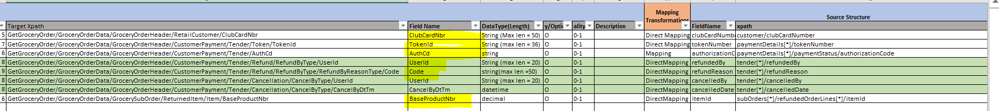 Mapping Transformations Source Structure
Target Xpath Field Name DataType(Length) y/Optio ality Description FieldName xpath
5 GetGroceryOrder/GroceryOrderData/GroceryOrderHeader/RetailCustomer/ClubCardNbr ClubCardNbr String (Max len = 50) O 0-1 Direct Mapping clubCardNumb customer/clubCardNumber
7 GetGroceryOrder/GroceryOrderData/GroceryOrderHeader/CustomerPayment/Tender/Token/TokenId TokenId String (Max len = 36) O 0-1 Direct Mapping tokenNumber paymentDetails[*]/tokenNumber
6 GetGroceryOrder/GroceryOrderData/GroceryOrderHeader/CustomerPayment/Tender/AuthCd AuthCd string O 0-1 Mapping authorizationC paymentDetails[*]/paymentStatus/authorizationCode
8 GetGroceryOrder/GroceryOrderData/GroceryOrderHeader/CustomerPayment/Tender/Refund/RefundByType/UserId UserId String (max len = 20) O 0-1 DirectMapping refundedBy tender[*]/refundedBy
9 GetGroceryOrder/GroceryOrderData/GroceryOrderHeader/CustomerPayment/Tender/Refund/RefundByType/RefundByReasonType/Code Code string(max len =50) O 0-1 DirectMapping refundReason tender[*]/refundReason
8 GetGroceryOrder/GroceryOrderData/GroceryOrderHeader/CustomerPayment/Tender/Cancellation/CancelByType/UserId UserId String (max len = 20) O 0-1 DirectMapping cancelledBy tender[*]/cancelledBy
8 GetGroceryOrder/GroceryOrderData/GroceryOrderHeader/CustomerPayment/Tender/Cancellation/CancelByType/CancelByDtTm CancelByDtTm datetime O 0-1 DirectMapping cancelledDate tender[*]/cancelledDate
6 GetGroceryOrder/GroceryOrderData/GrocerySubOrder/ReturnedItem/Item/BaseProductNbr BaseProductNbr decimal O 0-1 DirectMapping itemId subOrders[*]/refundedOrderLines[*]/itemId